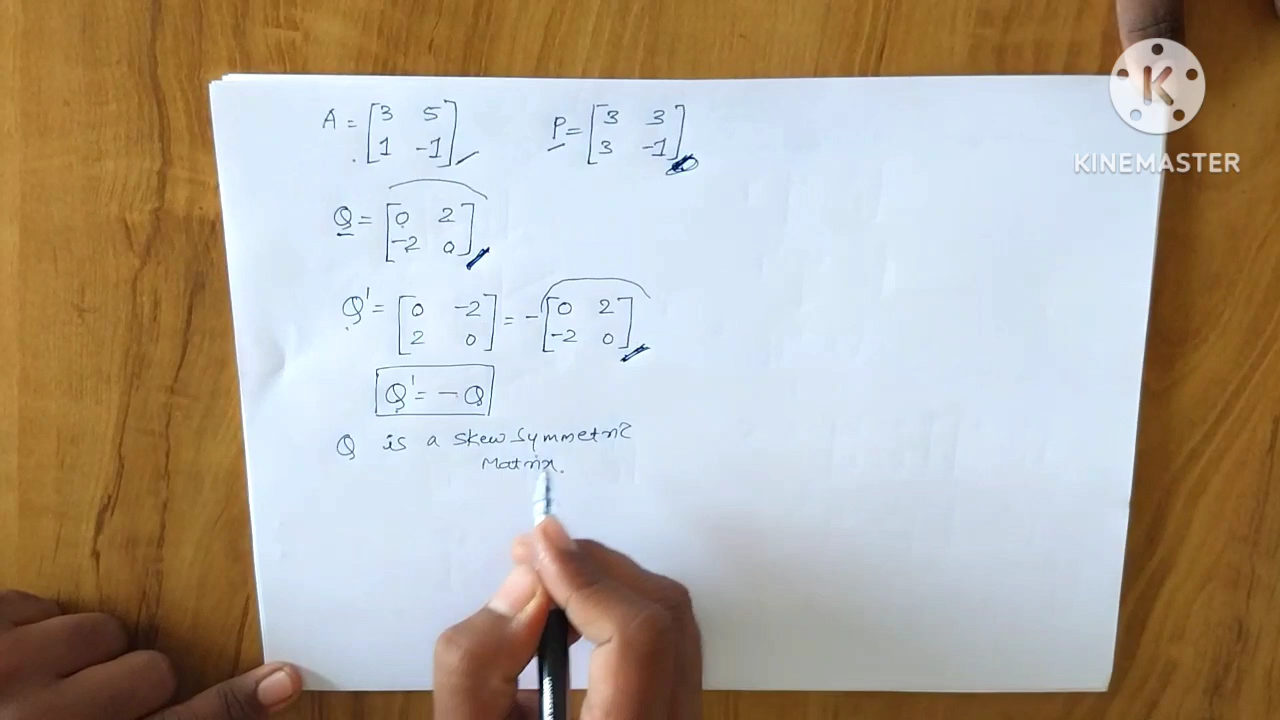 A = [3 5 1 -1] P = [3 3 3 -1]
Q = [0 2 -2 0]
Q' = [0 -2 2 0] = -[0 2 -2 0]
Q' = -Q
Q is a skew symmetric
Matrix.
K
KINEMASTER